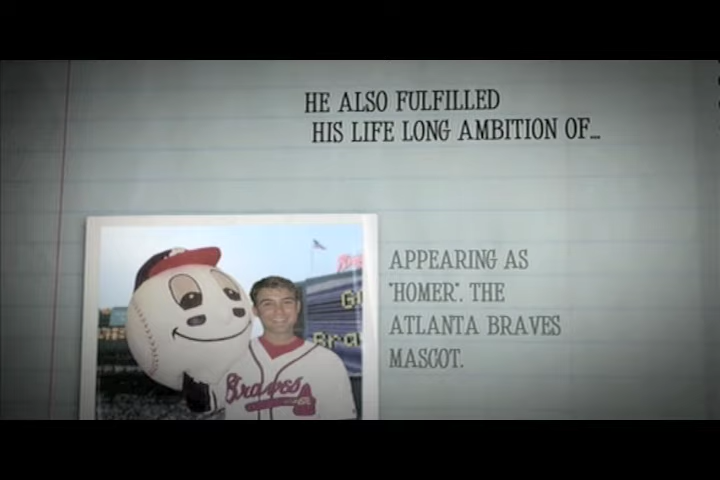 HE ALSO FULFILLED
HIS LIFE LONG AMBITION OF...
APPEARING AS
"HOMER". THE
ATLANTA BRAVES
MASCOT.
Braves